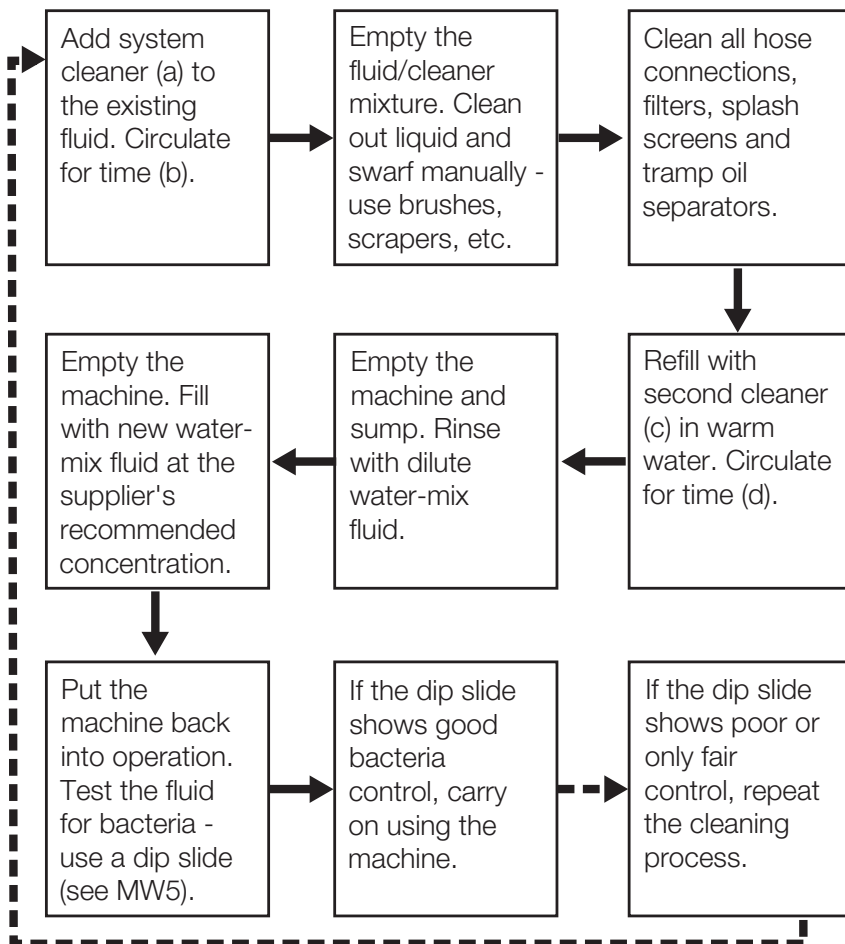 Add system
cleaner (a) to
the existing
fluid. Circulate
for time (b).
Empty the
fluid/cleaner
mixture. Clean
out liquid and
swarf manually -
use brushes,
scrapers, etc.
Clean all hose
connections,
filters, splash
screens and
tramp oil
separators.
Refill with
second cleaner
(c) in warm
water. Circulate
for time (d).
Empty the
machine and
sump. Rinse
with dilute
water-mix
fluid.
Empty the
machine. Fill
with new water-
mix fluid at the
supplier's
recommended
concentration.
Put the
machine back
into operation.
Test the fluid
for bacteria -
use a dip slide
(see MW5).
If the dip slide
shows good
bacteria
control, carry
on using the
machine.
If the dip slide
shows poor or
only fair
control, repeat
the cleaning
process.